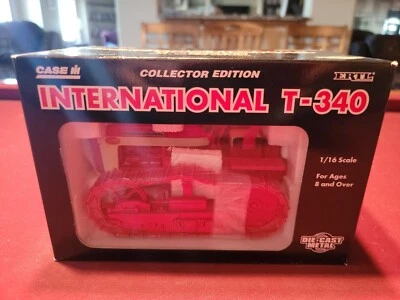 CASE IH COLLECTOR EDITION ERTL
INTERNATIONAL T-340
1/16 Scale
For Ages
8 and Over
DIE-CAST
METAL